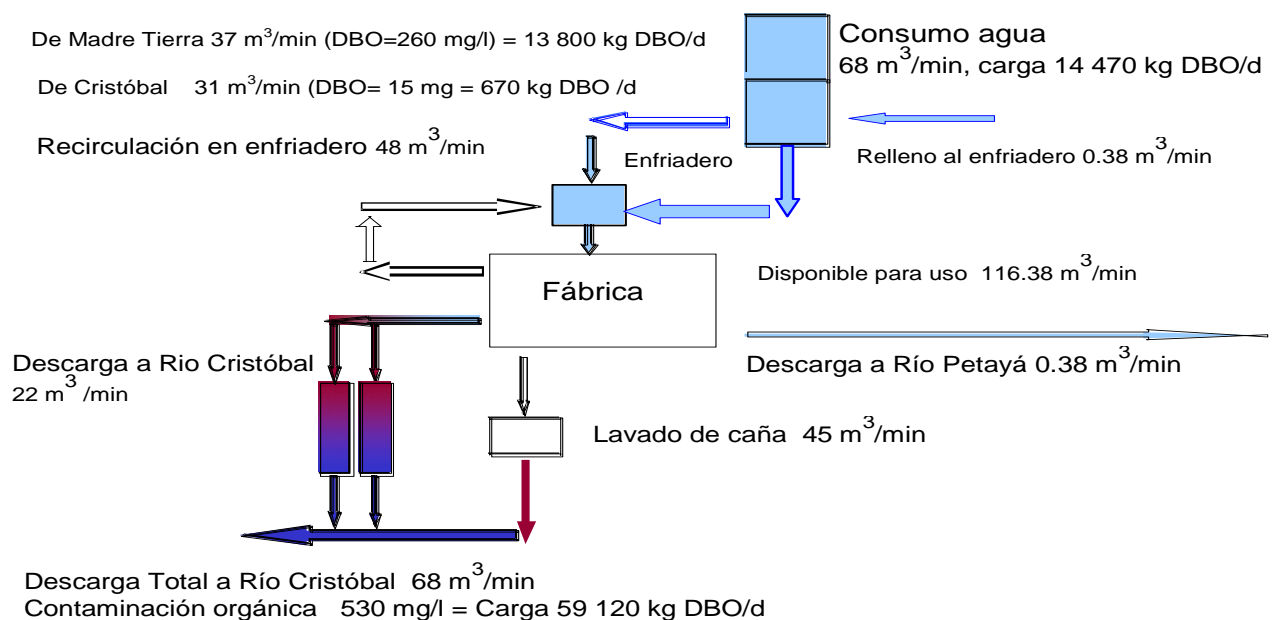 De Madre Tierra 37 m³/min (DBO=260 mg/l) = 13 800 kg DBO/d
De Cristóbal 31 m³/min (DBO= 15 mg = 670 kg DBO /d
Recirculación en enfriadero 48 m³/min
Consumo agua
68 m³/min, carga 14 470 kg DBO/d
Enfriadero
Relleno al enfriadero 0.38 m³/min
Fábrica
Disponible para uso 116.38 m³/min
Descarga a Rio Cristóbal
22 m³ /min
Descarga a Río Petayá 0.38 m³/min
Lavado de caña 45 m³/min
Descarga Total a Río Cristóbal 68 m³/min
Contaminación orgánica 530 mg/l = Carga 59 120 kg DBO/d